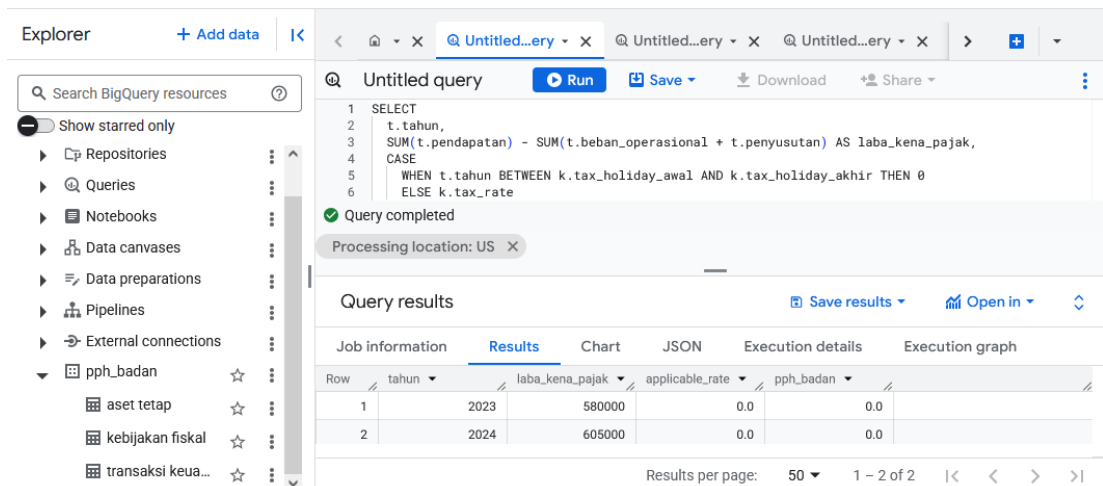 Explorer
+ Add data
Search BigQuery resources
Show starred only
Repositories
Queries
Notebooks
Data canvases
Data preparations
Pipelines
External connections
pph_badan
aset tetap
kebijakan fiskal
transaksi keua...
Untitled...ery
Untitled...ery
Untitled...ery
Untitled query
Run
Save
Download
Share
1 SELECT
2 t.tahun,
3 SUM(t.pendapatan) - SUM(t.beban_operasional + t.penyusutan) AS laba_kena_pajak,
4 CASE
5 WHEN t.tahun BETWEEN k.tax_holiday_awal AND k.tax_holiday_akhir THEN 0
6 ELSE k.tax_rate
Query completed
Processing location: US
Query results
Save results
Open in
Job information Results Chart JSON Execution details Execution graph
Row tahun laba_kena_pajak applicable_rate pph_badan
1 2023 580000 0.0 0.0
2 2024 605000 0.0 0.0
Results per page: 50 1 – 2 of 2